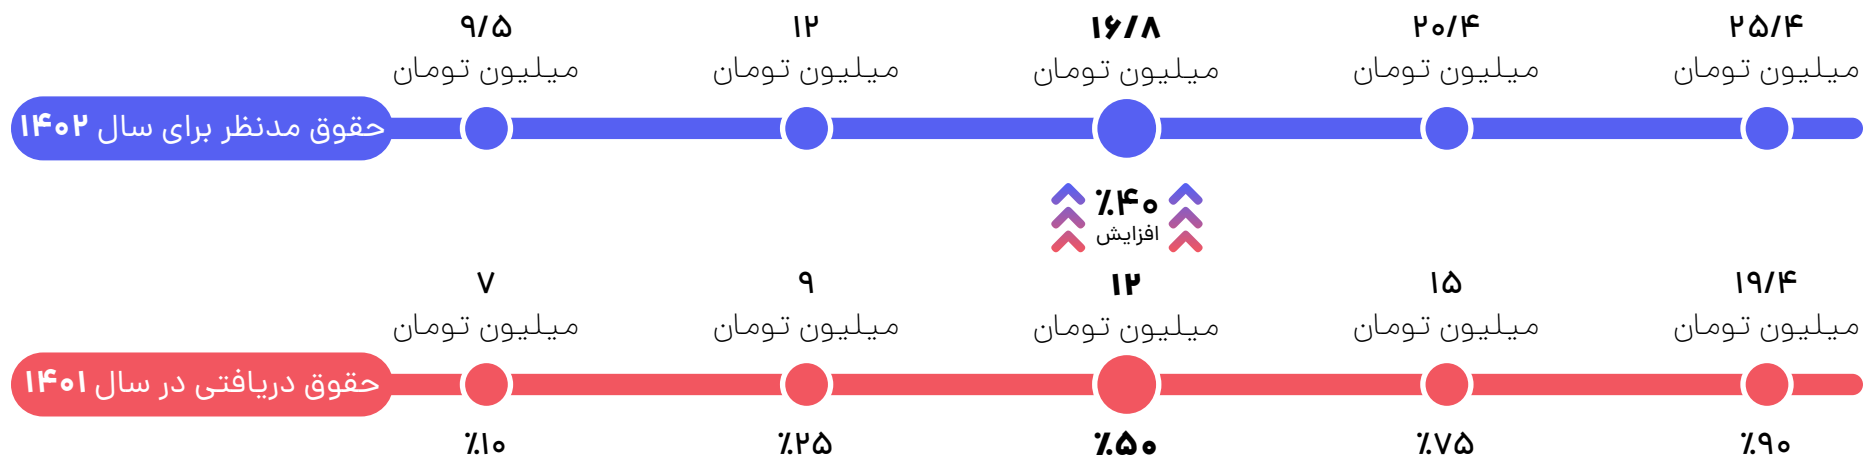 ۹/۵
میلیون تومان
۱۲
میلیون تومان
۱۶/۸
میلیون تومان
۲۰/۴
میلیون تومان
۲۵/۴
میلیون تومان
حقوق مدنظر برای سال ۱۴۰۲
٪۴۰
افزایش
۷
میلیون تومان
۹
میلیون تومان
۱۲
میلیون تومان
۱۵
میلیون تومان
۱۹/۴
میلیون تومان
حقوق دریافتی در سال ۱۴۰۱
٪۱۰
٪۲۵
٪۵۰
٪۷۵
٪۹۰